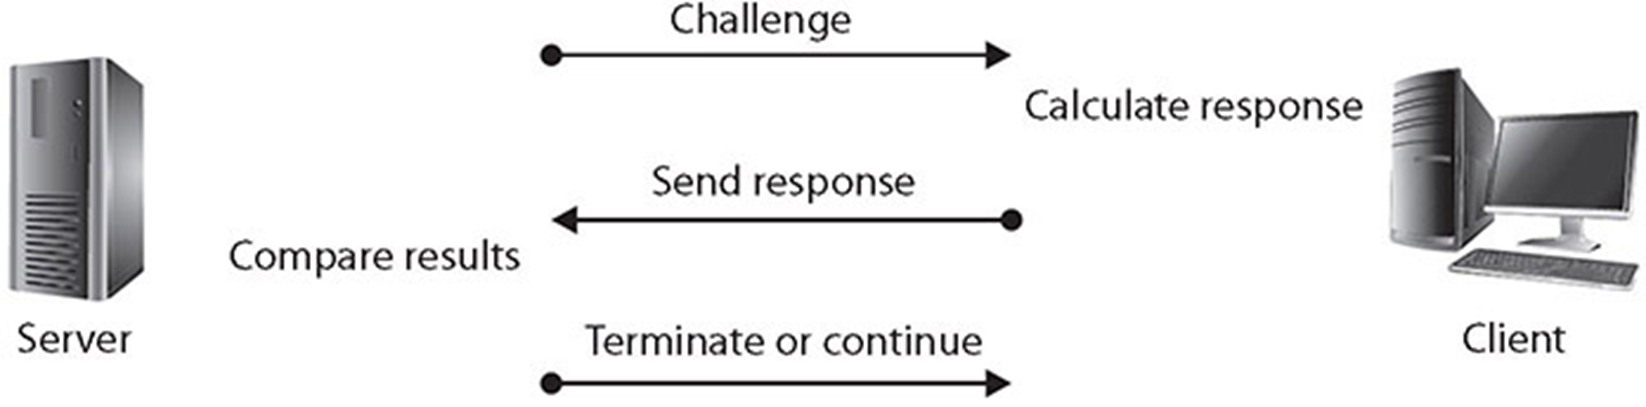 Challenge
Calculate response
Send response
Compare results
Server
Terminate or continue
Client